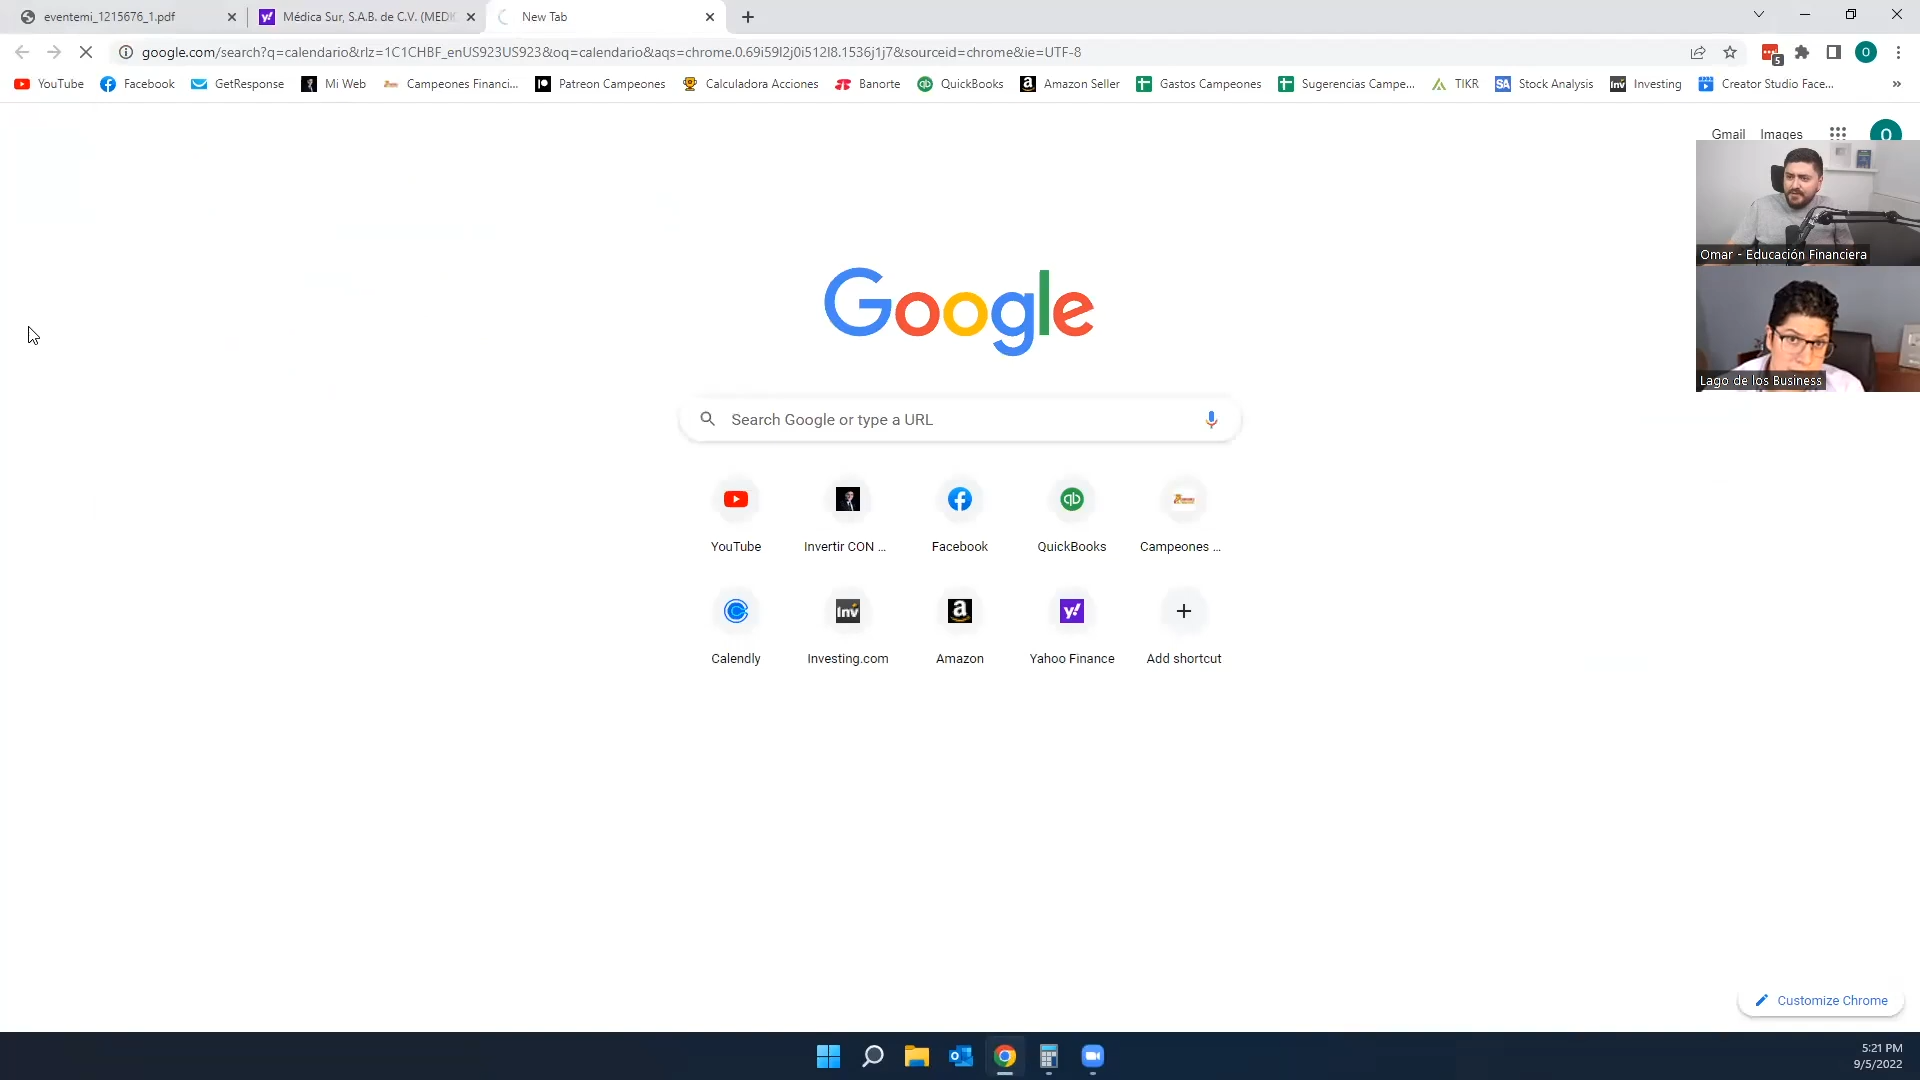 eventemi_1215676_1.pdf
Médica Sur, S.A.B. de C.V. (MEDI
New Tab
google.com/search?q=calendario&rlz=1C1CHBF_enUS923US923&oq=calendario&aqs=chrome.0.69i59l2j0i512l8.1536j1j7&sourceid=chrome&ie=UTF-8
5
O
YouTube
Facebook
GetResponse
Mi Web
Campeones Financi...
Patreon Campeones
Calculadora Acciones
Banorte
QuickBooks
Amazon Seller
Gastos Campeones
Sugerencias Campe...
TIKR
Stock Analysis
Investing
Creator Studio Face...
»
Gmail
Images
O
Omar - Educación Financiera
Lago de los Business
Google
Search Google or type a URL
YouTube
Invertir CON ...
Facebook
QuickBooks
Campeones ...
Calendly
Investing.com
Amazon
Yahoo Finance
Add shortcut
Customize Chrome
5:21 PM
9/5/2022